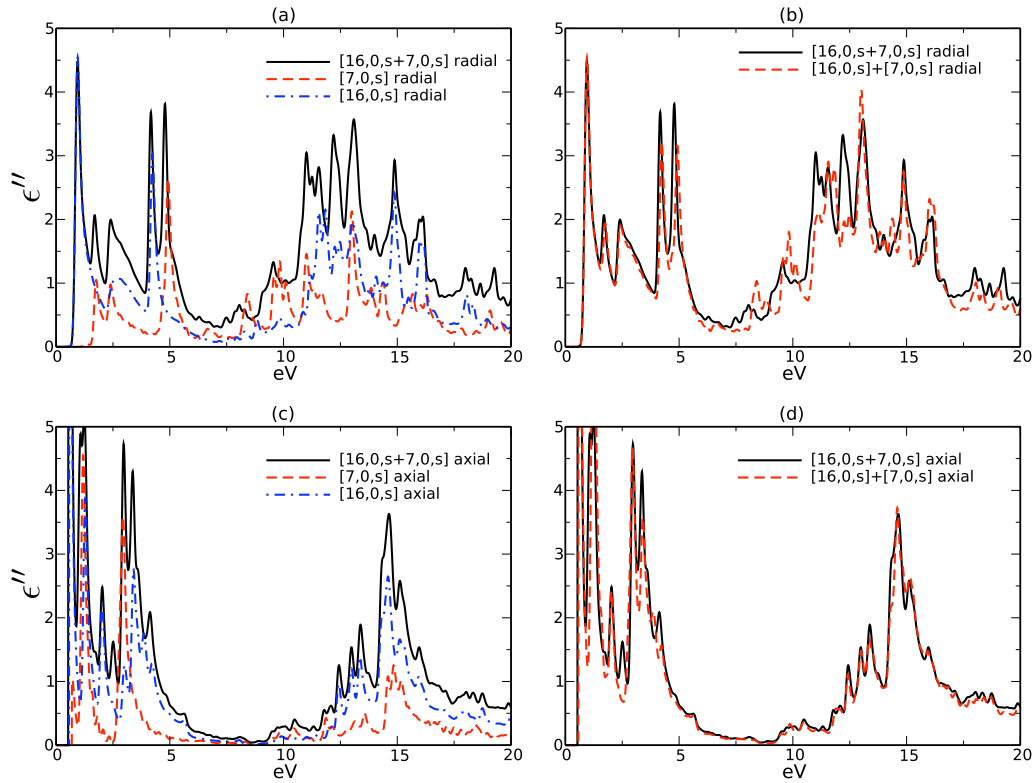 (a)
5
4
3
2
1
0
ϵ′′
[16,0,s+7,0,s] radial
[7,0,s] radial
[16,0,s] radial
0 5 10 15 20
eV
(b)
5
4
3
2
1
0
[16,0,s+7,0,s] radial
[16,0,s]+[7,0,s] radial
0 5 10 15 20
eV
(c)
5
4
3
2
1
0
ϵ′′
[16,0,s+7,0,s] axial
[7,0,s] axial
[16,0,s] axial
0 5 10 15 20
eV
(d)
5
4
3
2
1
0
[16,0,s+7,0,s] axial
[16,0,s]+[7,0,s] axial
0 5 10 15 20
eV